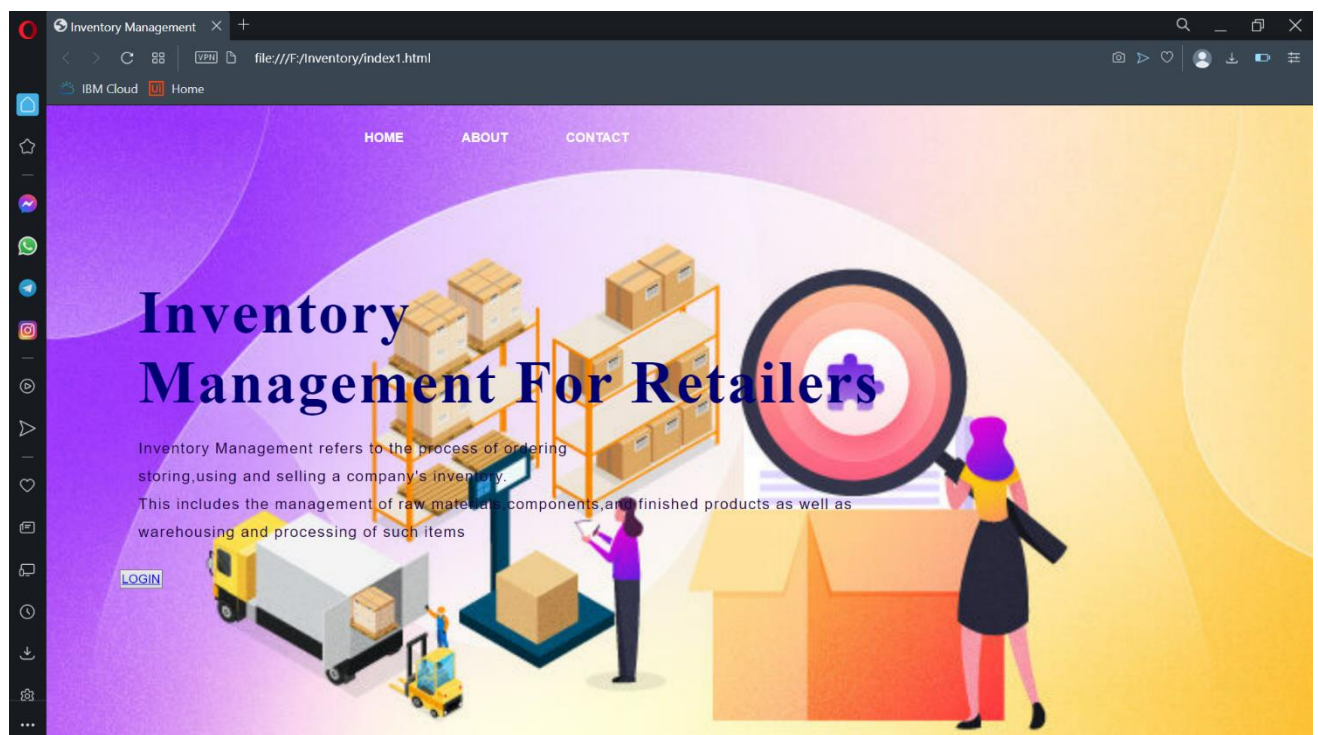 Inventory Management
VPN
file:///F:/Inventory/index1.html
IBM Cloud
UI Home
HOME ABOUT CONTACT
Inventory
Management For Retailers
Inventory Management refers to the process of ordering
storing,using and selling a company's inventory.
This includes the management of raw materials,components,and finished products as well as
warehousing and processing of such items
LOGIN